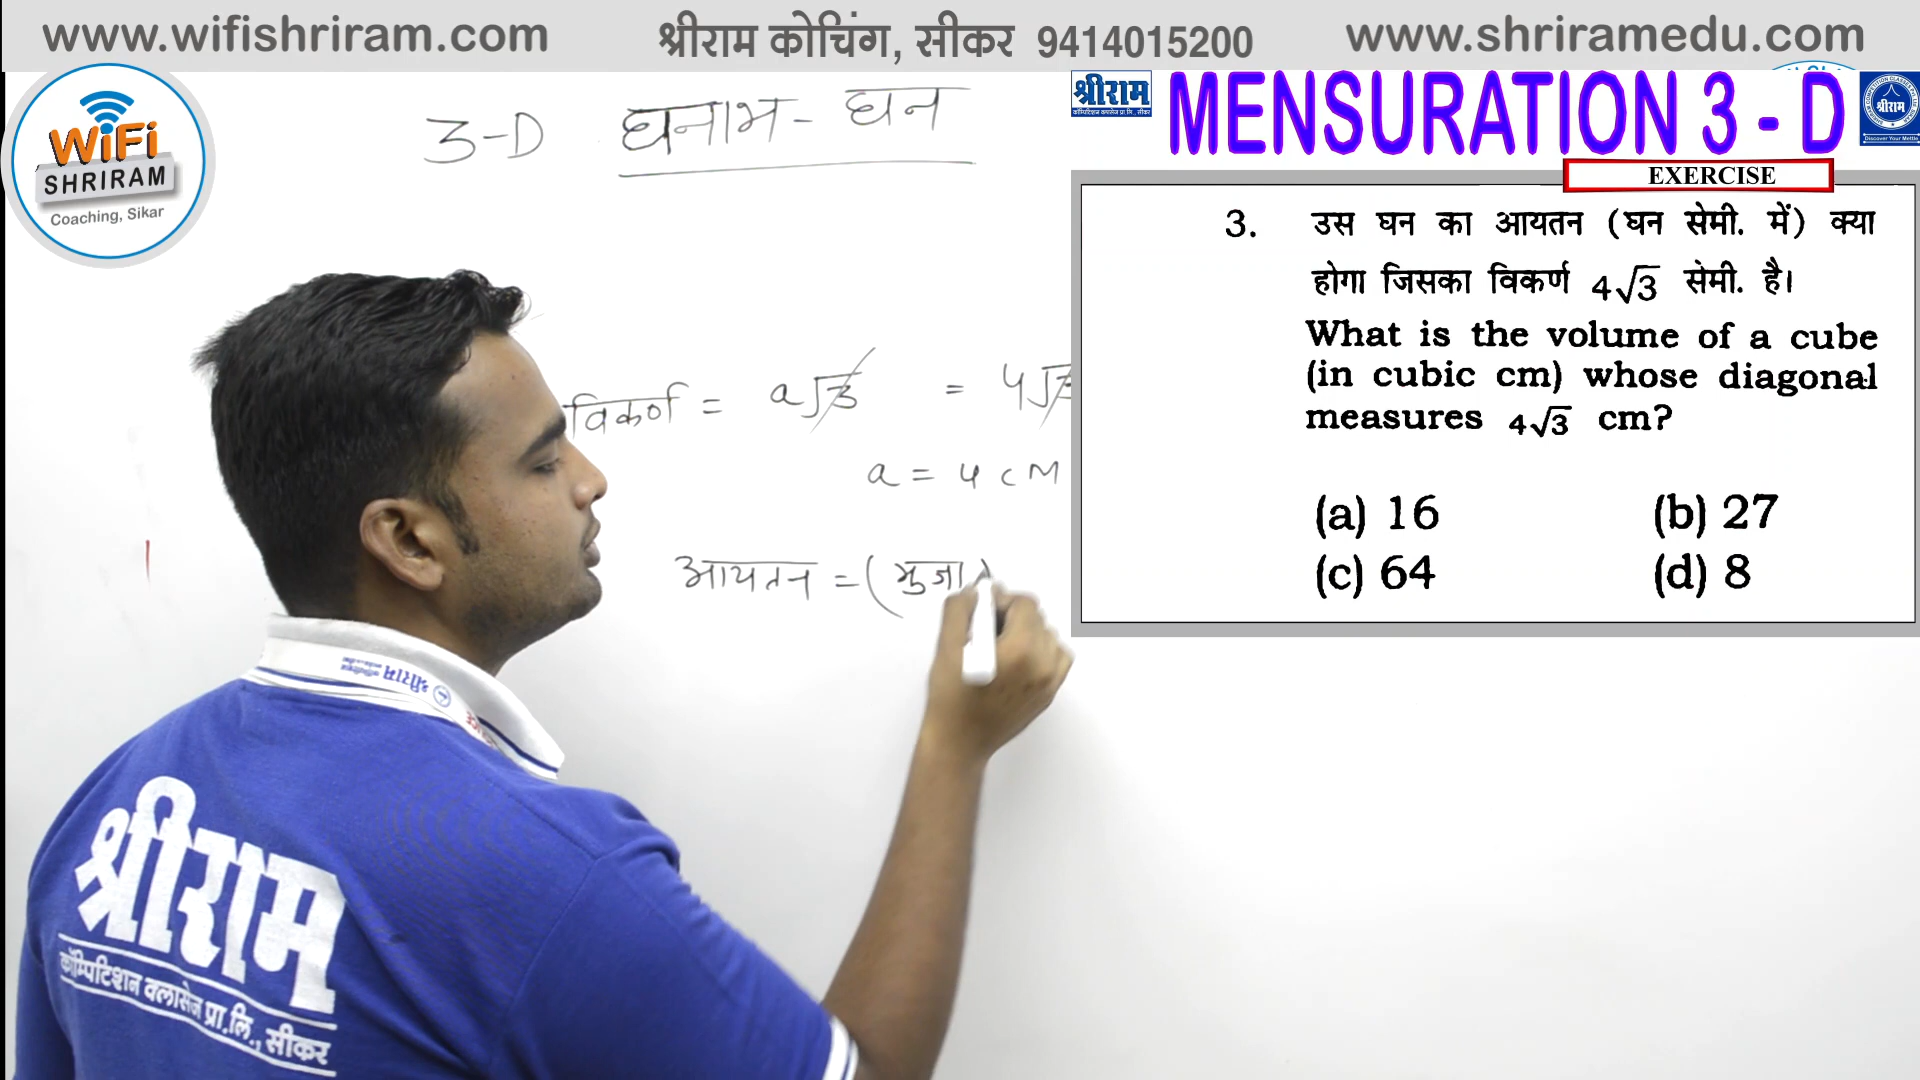 www.wifishriram.com श्रीराम कोचिंग, सीकर 9414015200 www.shriramedu.com
WiFi
SHRIRAM
Coaching, Sikar
3-D घनाभ - घन
श्रीराम
MENSURATION 3 - D
श्रीराम
EXERCISE
3. उस घन का आयतन (घन सेमी. में) क्या
होगा जिसका विकर्ण 4√3 सेमी. है।
What is the volume of a cube
(in cubic cm) whose diagonal
measures 4√3 cm?
(a) 16 (b) 27
(c) 64 (d) 8
विकर्ण = a√3 = 4√3
a = 4 cm
आयतन = (भुजा)
श्रीराम
श्रीराम
कॉम्पिटिशन क्लासेज प्रा.लि., सीकर